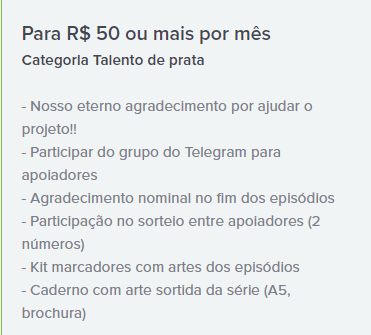 Para R$ 50 ou mais por mês
Categoria Talento de prata
- Nosso eterno agradecimento por ajudar o
projeto!!
- Participar do grupo do Telegram para
apoiadores
- Agradecimento nominal no fim dos episódios
- Participação no sorteio entre apoiadores (2
números)
- Kit marcadores com artes dos episódios
- Caderno com arte sortida da série (A5,
brochura)